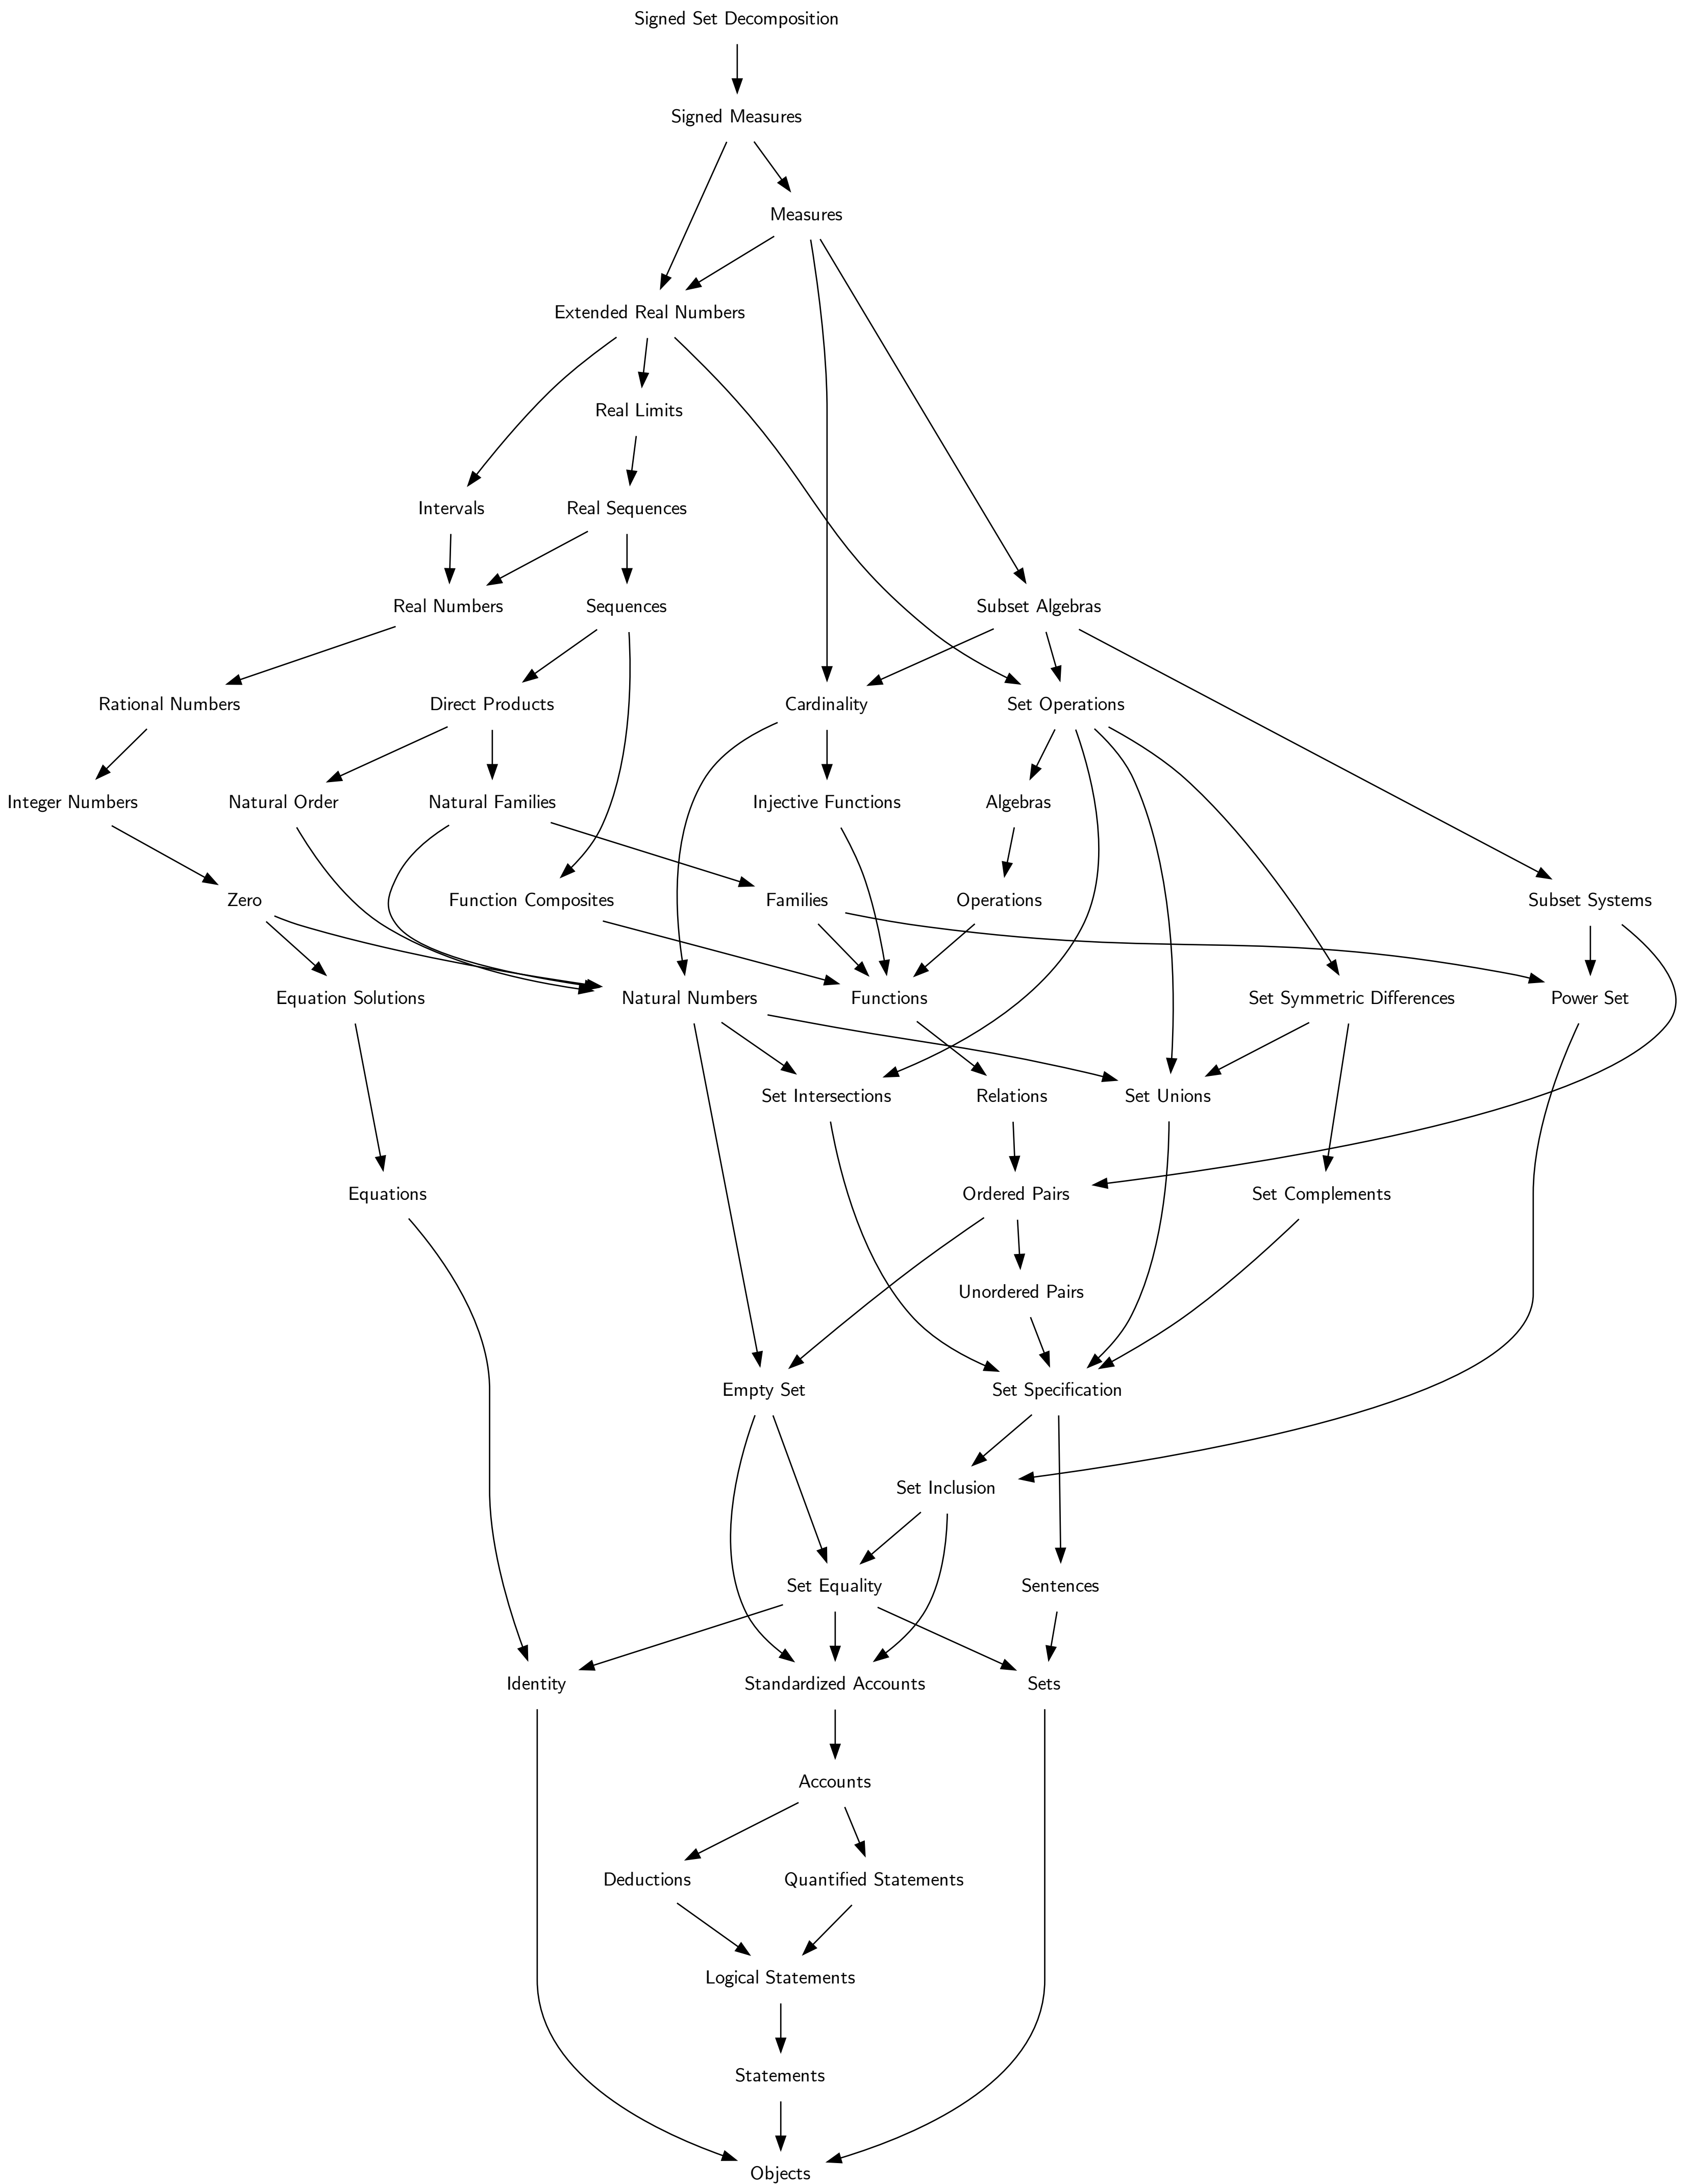 Signed Set Decomposition
Signed Measures
Measures
Extended Real Numbers
Real Limits
Intervals
Real Sequences
Real Numbers
Sequences
Subset Algebras
Rational Numbers
Direct Products
Cardinality
Set Operations
Integer Numbers
Natural Order
Natural Families
Injective Functions
Algebras
Zero
Function Composites
Families
Operations
Subset Systems
Equation Solutions
Natural Numbers
Functions
Set Symmetric Differences
Power Set
Set Intersections
Relations
Set Unions
Equations
Ordered Pairs
Set Complements
Unordered Pairs
Empty Set
Set Specification
Set Inclusion
Set Equality
Sentences
Identity
Standardized Accounts
Sets
Accounts
Deductions
Quantified Statements
Logical Statements
Statements
Objects